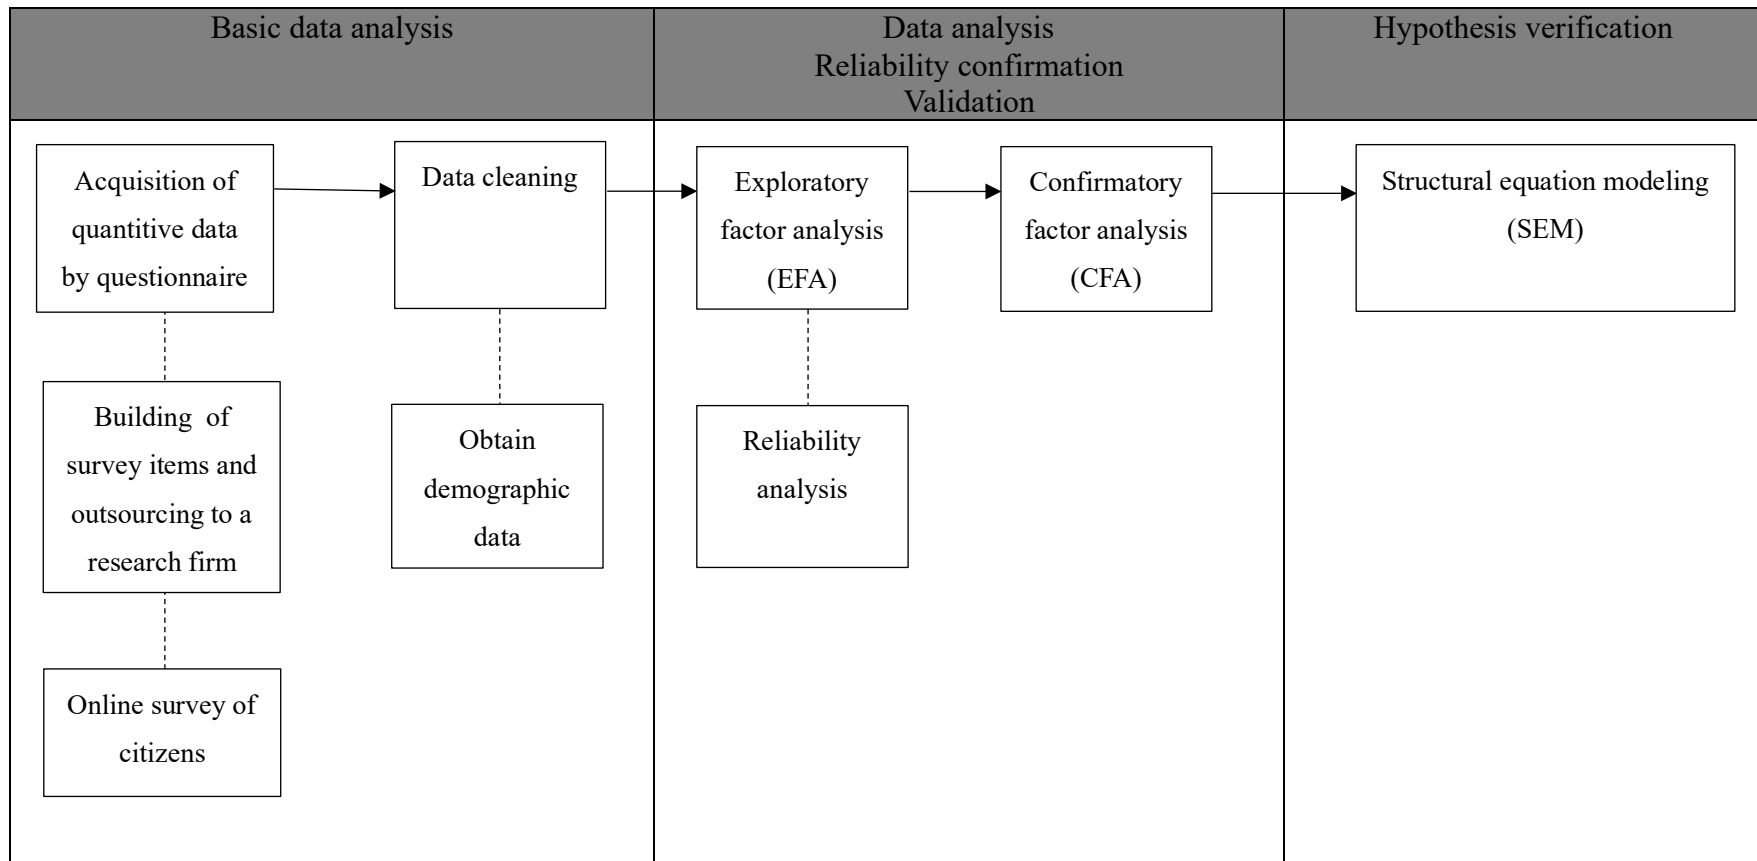 Basic data analysis
Data analysis
Reliability confirmation
Validation
Hypothesis verification
Acquisition of
quantitive data
by questionnaire
Data cleaning
Exploratory
factor analysis
(EFA)
Confirmatory
factor analysis
(CFA)
Structural equation modeling
(SEM)
Building of
survey items and
outsourcing to a
research firm
Obtain
demographic
data
Reliability
analysis
Online survey of
citizens